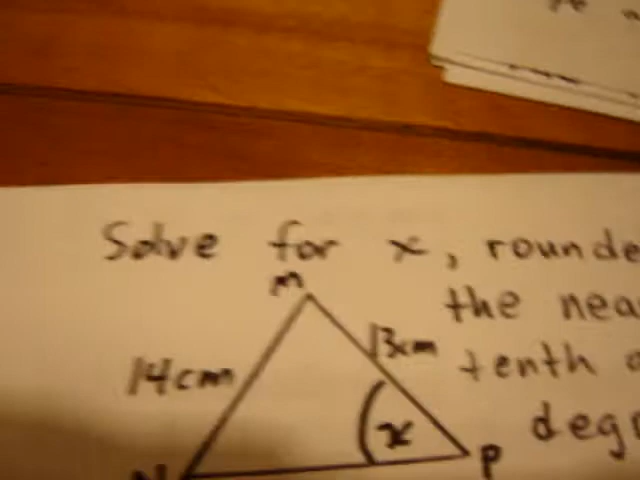 Solve for x, rounde
the nea
tenth o
degr
M
14cm
13cm
x
N
P